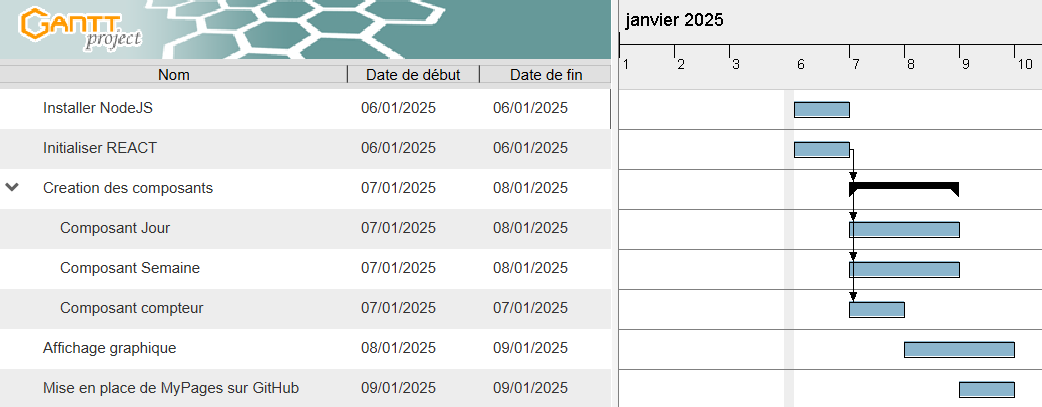 GANTT
project
janvier 2025
1 2 3 6 7 8 9 10
Nom Date de début Date de fin
Installer NodeJS 06/01/2025 06/01/2025
Initialiser REACT 06/01/2025 06/01/2025
Creation des composants 07/01/2025 08/01/2025
Composant Jour 07/01/2025 08/01/2025
Composant Semaine 07/01/2025 08/01/2025
Composant compteur 07/01/2025 07/01/2025
Affichage graphique 08/01/2025 09/01/2025
Mise en place de MyPages sur GitHub 09/01/2025 09/01/2025